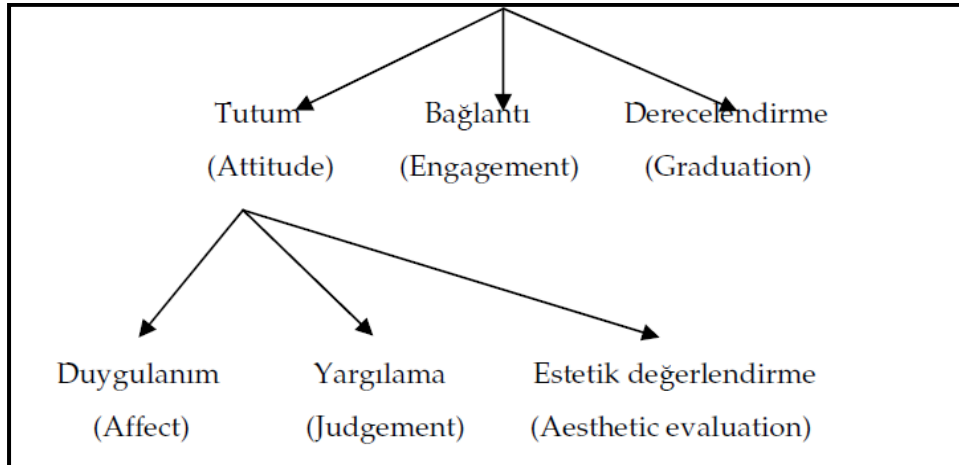 Tutum Bağlantı Derecelendirme
(Attitude) (Engagement) (Graduation)
Duygulanım Yargılama Estetik değerlendirme
(Affect) (Judgement) (Aesthetic evaluation)